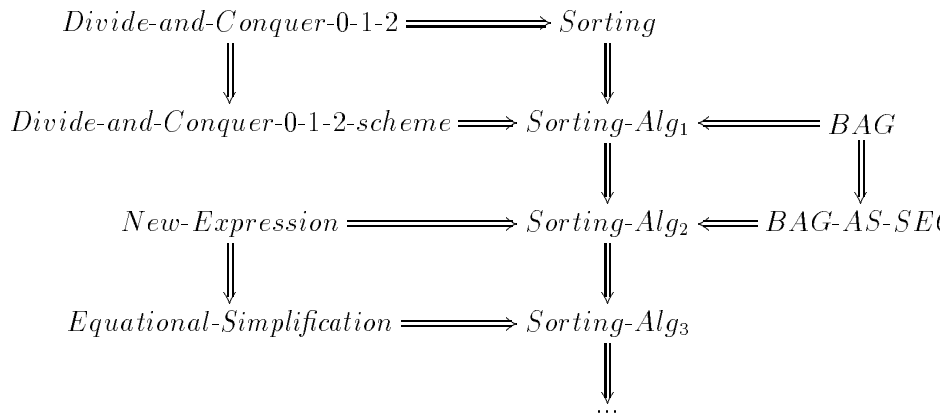 Divide-and-Conquer-0-1-2 Sorting
Divide-and-Conquer-0-1-2-scheme Sorting-Alg₁ BAG
New-Expression Sorting-Alg₂ BAG-AS-SEQ
Equational-Simplification Sorting-Alg₃
...